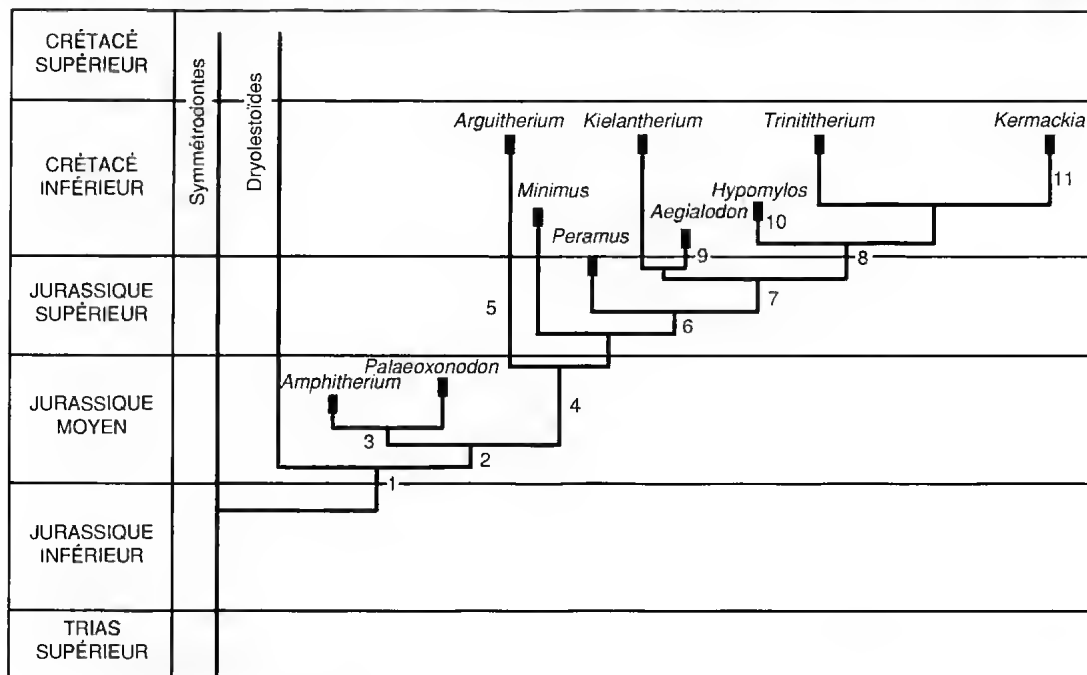 CRÉTACÉ
SUPÉRIEUR
CRÉTACÉ
INFÉRIEUR
JURASSIQUE
SUPÉRIEUR
JURASSIQUE
MOYEN
JURASSIQUE
INFÉRIEUR
TRIAS
SUPÉRIEUR
Symmétrodontes
Dryolestoïdes
Arguitherium
Kielantherium
Trinititherium
Kermackia
11
Minimus
Hypomylos
10
Aegialodon
Peramus
9
8
5
7
6
Palaeoxonodon
Amphitherium
4
3
2
1